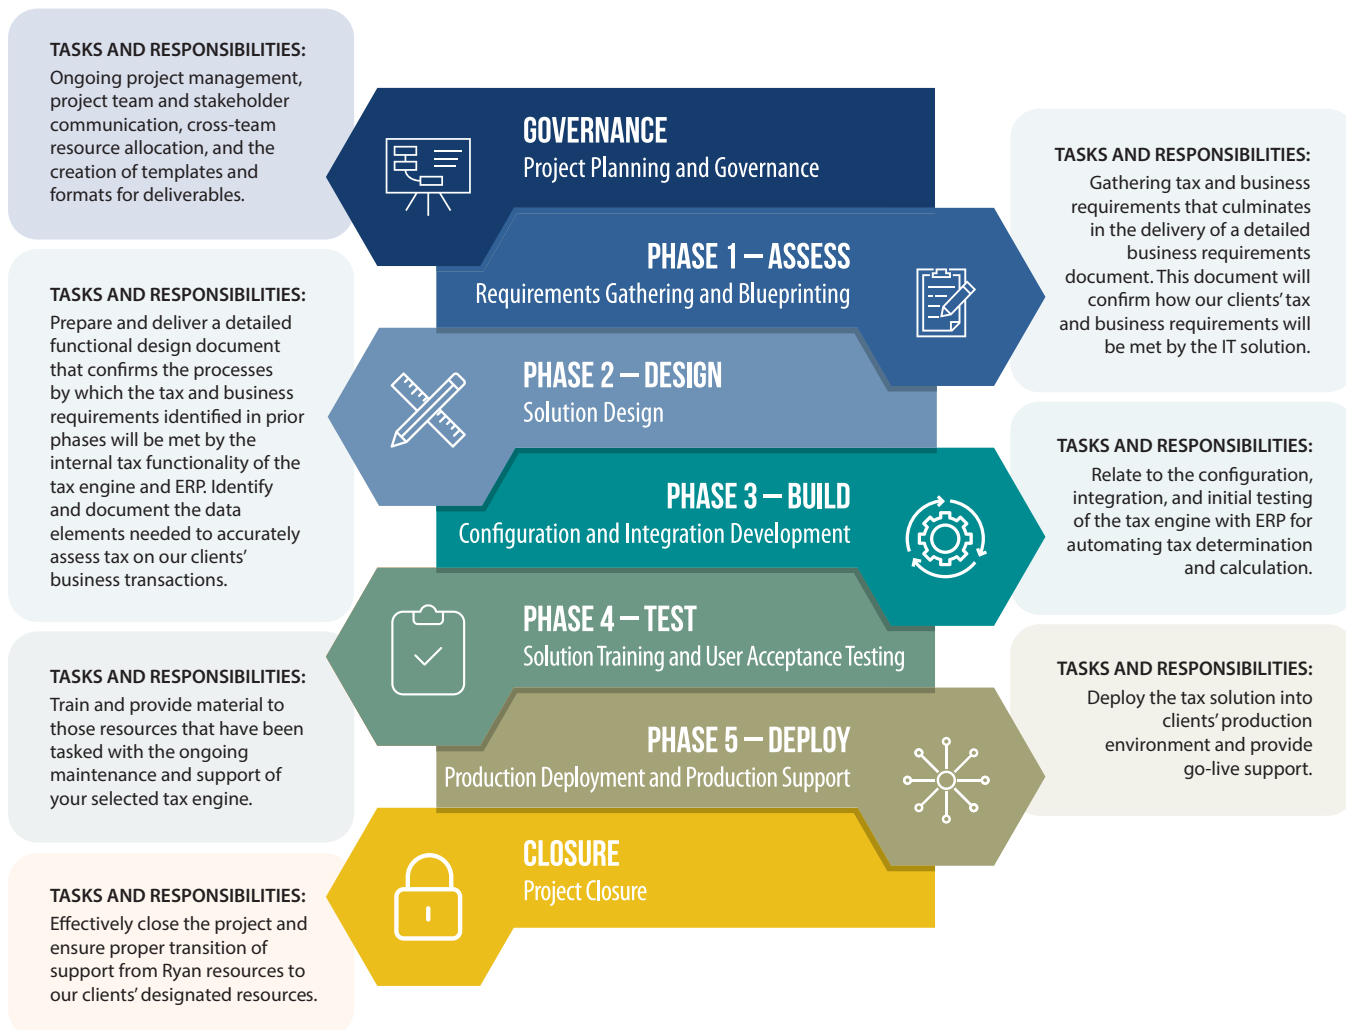 TASKS AND RESPONSIBILITIES:
Ongoing project management,
project team and stakeholder
communication, cross-team
resource allocation, and the
creation of templates and
formats for deliverables.
GOVERNANCE
Project Planning and Governance
PHASE 1 – ASSESS
Requirements Gathering and Blueprinting
TASKS AND RESPONSIBILITIES:
Gathering tax and business
requirements that culminates
in the delivery of a detailed
business requirements
document. This document will
confirm how our clients’ tax
and business requirements will
be met by the IT solution.
TASKS AND RESPONSIBILITIES:
Prepare and deliver a detailed
functional design document
that confirms the processes
by which the tax and business
requirements identified in prior
phases will be met by the
internal tax functionality of the
tax engine and ERP. Identify
and document the data
elements needed to accurately
assess tax on our clients’
business transactions.
PHASE 2 – DESIGN
Solution Design
PHASE 3 – BUILD
Configuration and Integration Development
TASKS AND RESPONSIBILITIES:
Relate to the configuration,
integration, and initial testing
of the tax engine with ERP for
automating tax determination
and calculation.
TASKS AND RESPONSIBILITIES:
Train and provide material to
those resources that have been
tasked with the ongoing
maintenance and support of
your selected tax engine.
PHASE 4 – TEST
Solution Training and User Acceptance Testing
PHASE 5 – DEPLOY
Production Deployment and Production Support
TASKS AND RESPONSIBILITIES:
Deploy the tax solution into
clients’ production
environment and provide
go-live support.
TASKS AND RESPONSIBILITIES:
Effectively close the project and
ensure proper transition of
support from Ryan resources to
our clients’ designated resources.
CLOSURE
Project Closure